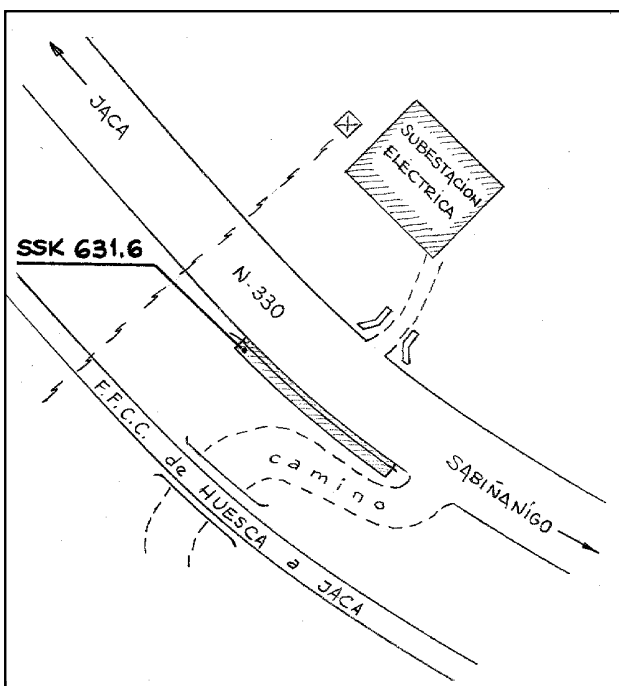 JACA
SUBESTACION
ELECTRICA
SSK 631.6
N-330
F.F.C.C. de HUESCA a JACA
camino
SABIÑANIGO